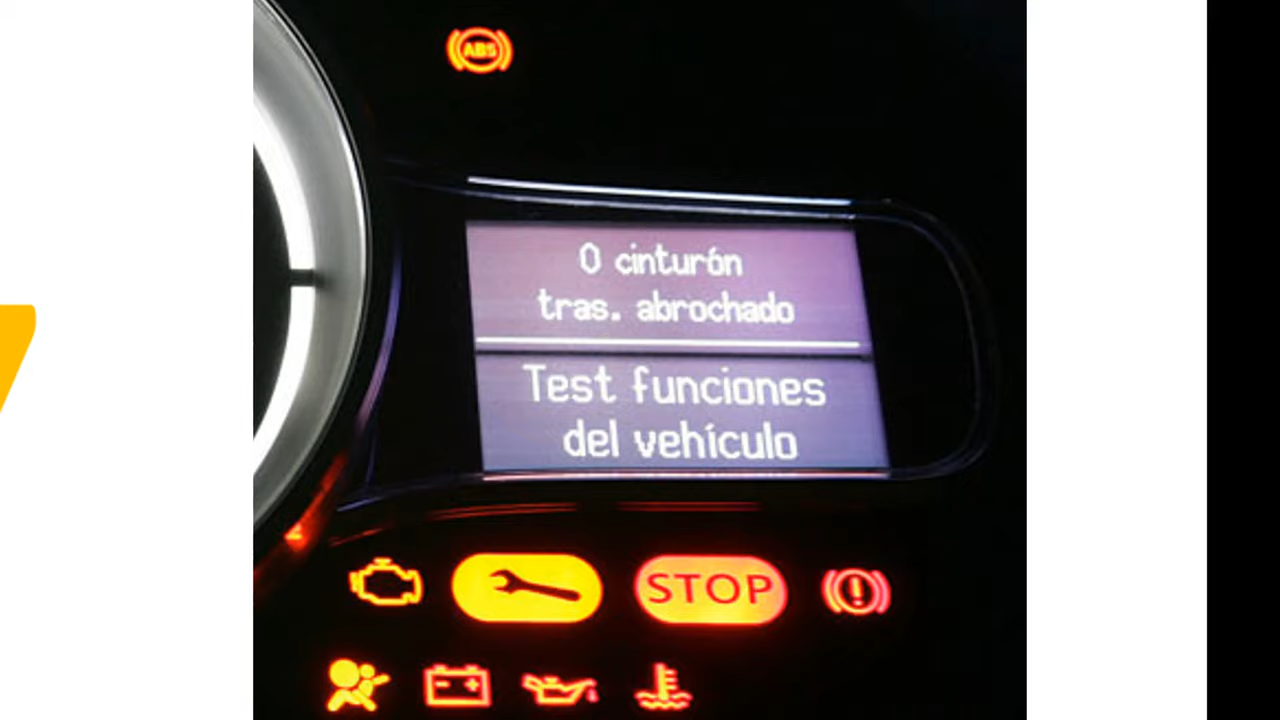 ABS
0 cinturón
tras. abrochado
Test funciones
del vehículo
STOP